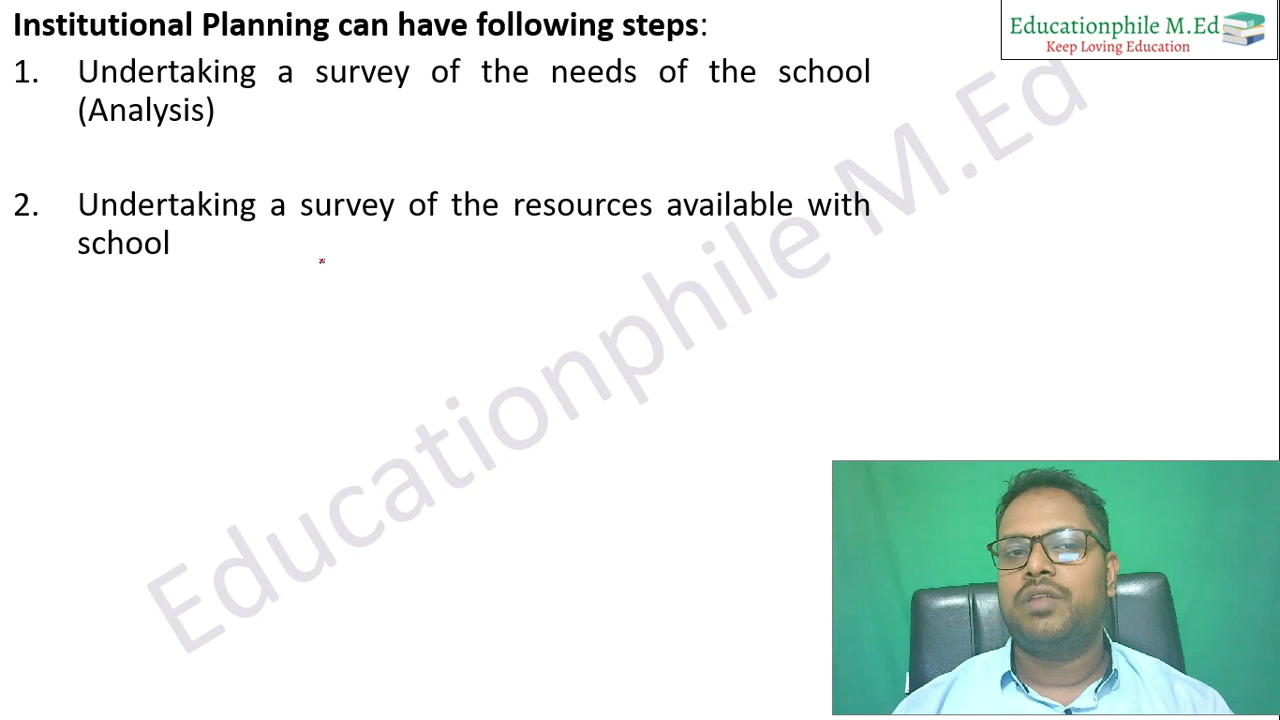 Institutional Planning can have following steps:
Educationphile M.Ed
Keep Loving Education
1. Undertaking a survey of the needs of the school
(Analysis)
2. Undertaking a survey of the resources available with
school
Educationphile M.Ed